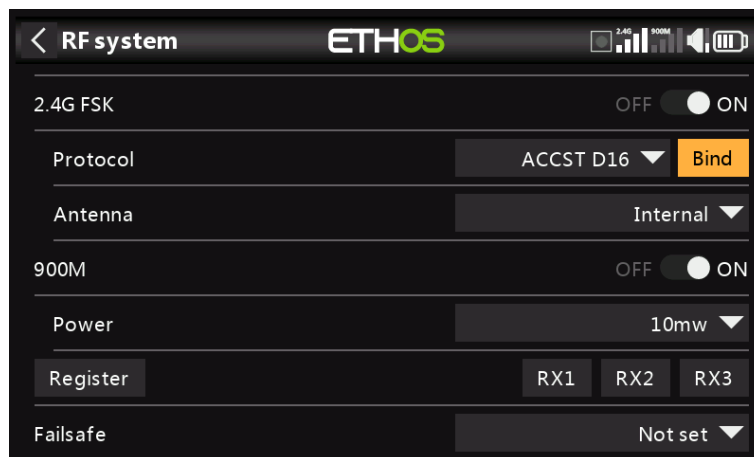 RF system ETHOS 2.4G 900M
2.4G FSK OFF ON
Protocol ACCST D16 Bind
Antenna Internal
900M OFF ON
Power 10mw
Register RX1 RX2 RX3
Failsafe Not set